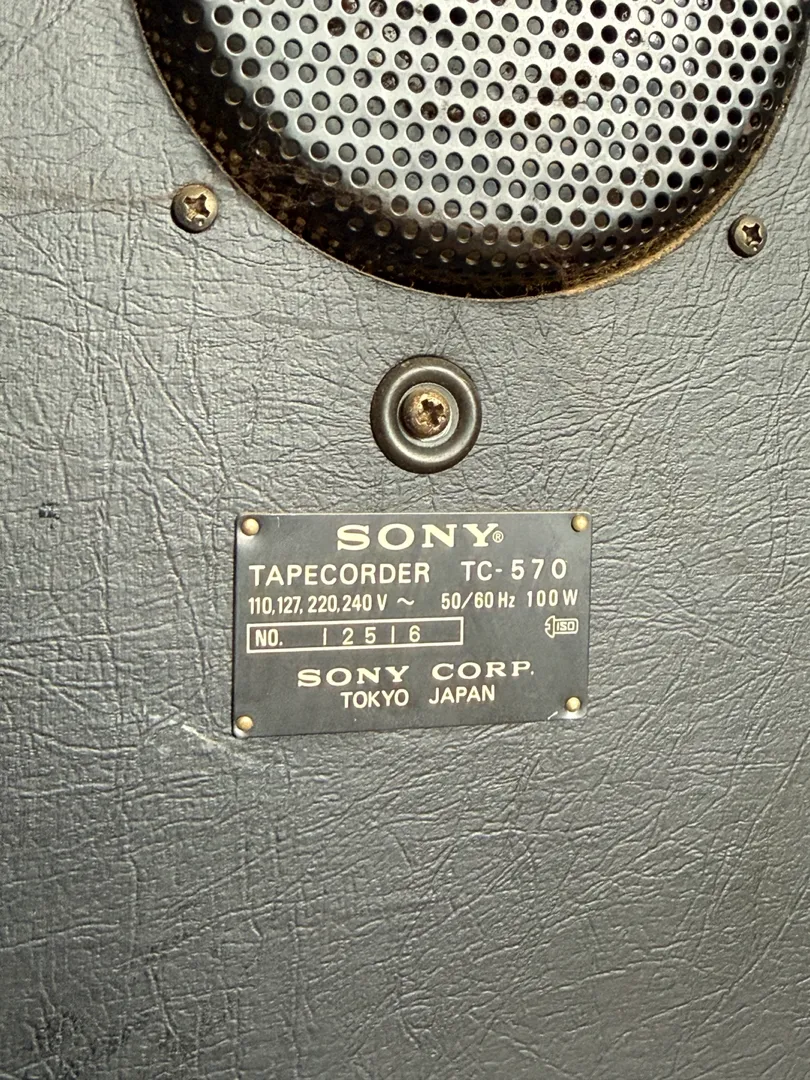 SONY®
TAPECORDER TC-570
110,127,220,240 V ~ 50/60 Hz 100 W
NO. 12516
ISO
SONY CORP.
TOKYO JAPAN